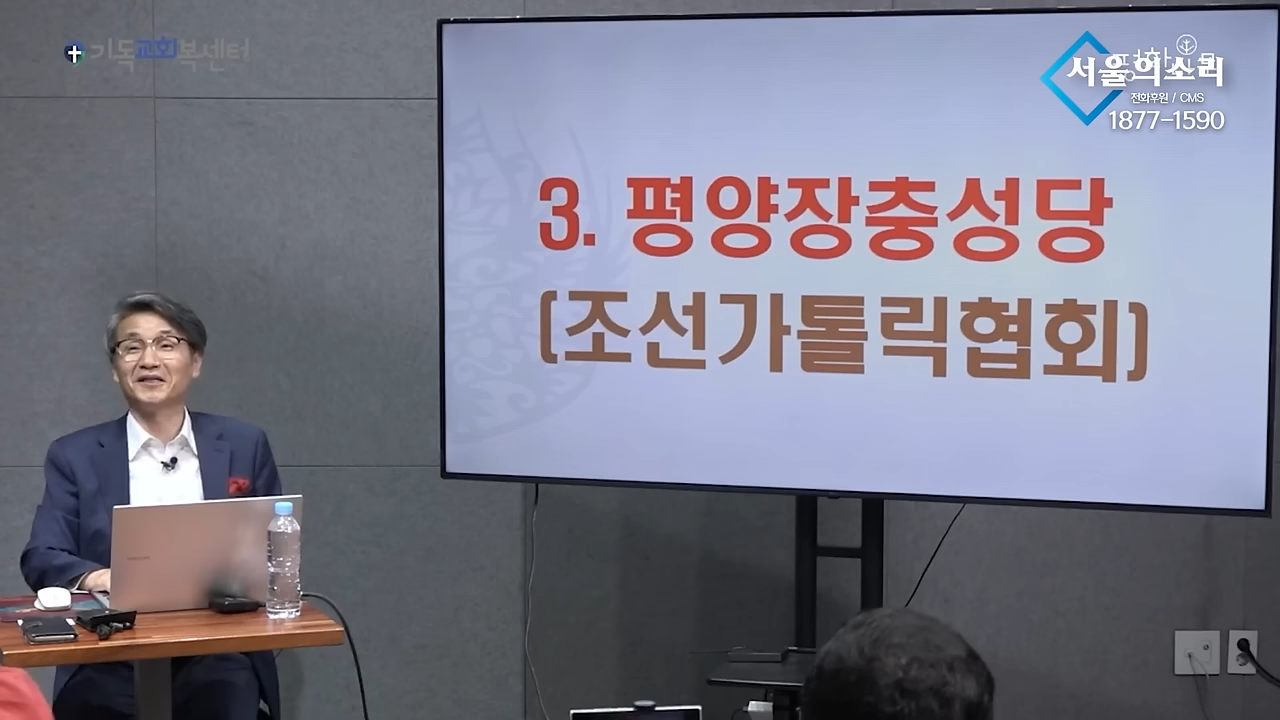 기독교회복센터
서울의소리
전화후원 / CMS
1877-1590
3. 평양장충성당
(조선가톨릭협회)